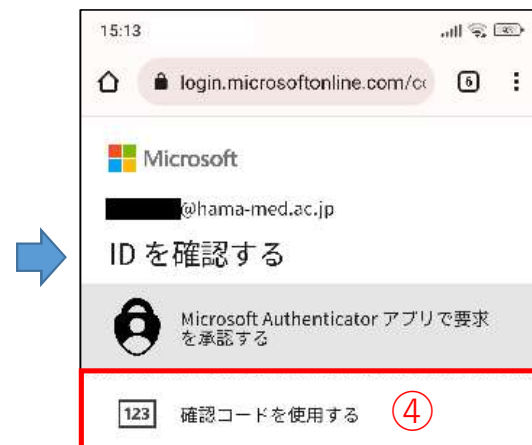 15:13
login.microsoftonline.com/c
6
Microsoft
@hama-med.ac.jp
ID を確認する
Microsoft Authenticator アプリで要求
を承認する
123 確認コードを使用する ④